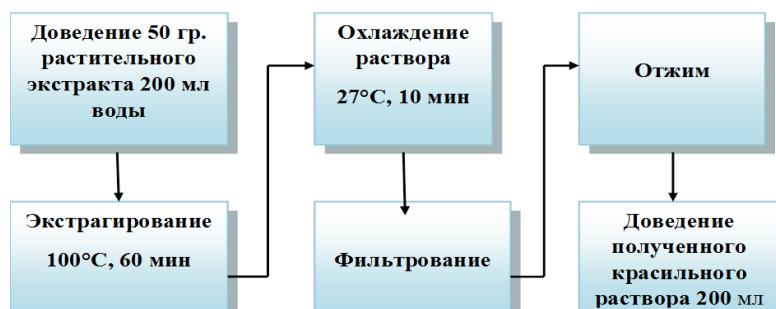 Доведение 50 гр.
растительного
экстракта 200 мл
воды
Экстрагирование
100°C, 60 мин
Охлаждение
раствора
27°C, 10 мин
Фильтрование
Отжим
Доведение
полученного
красильного
раствора 200 мл